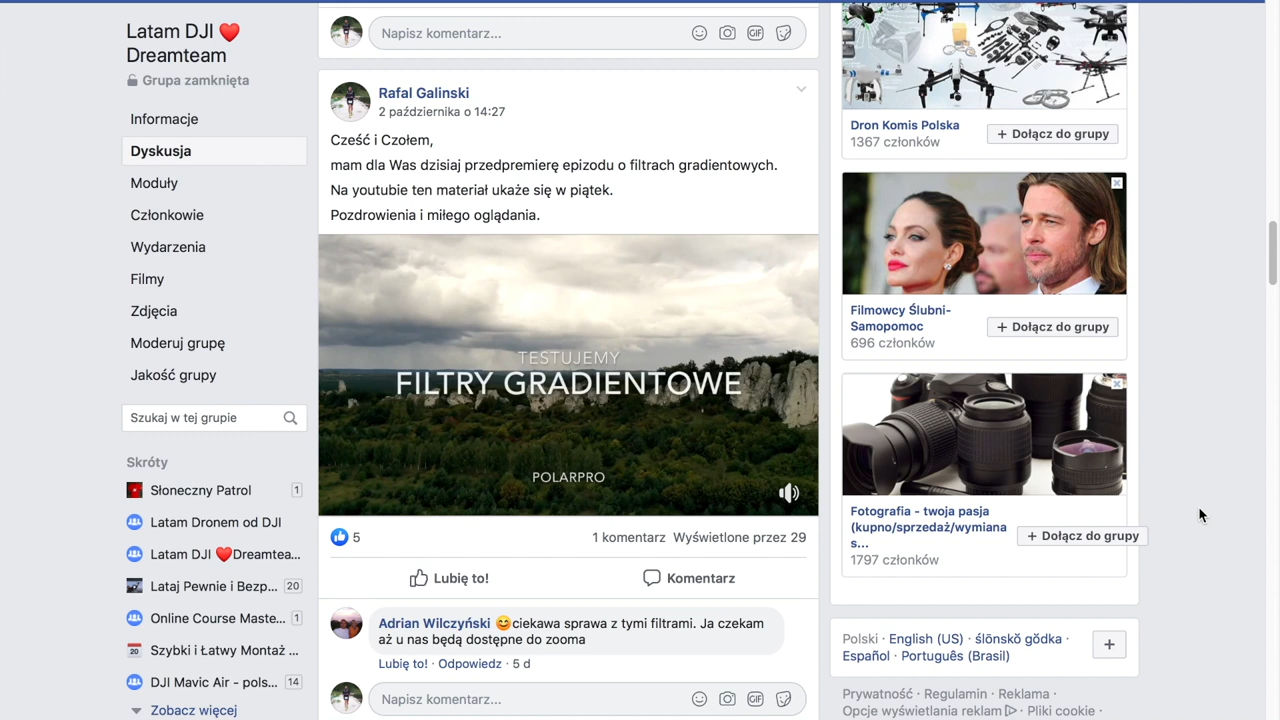 Latam DJI ❤️
Dreamteam
Grupa zamknięta
Informacje
Dyskusja
Moduły
Członkowie
Wydarzenia
Filmy
Zdjęcia
Moderuj grupę
Jakość grupy
Szukaj w tej grupie
Skróty
Słoneczny Patrol 1
Latam Dronem od DJI
Latam DJI ❤️Dreamtea...
Lataj Pewnie i Bezp... 20
Online Course Maste... 1
Szybki i Łatwy Montaż ...
DJI Mavic Air - pols... 14
Zobacz więcej
Napisz komentarz...
GIF
Rafal Galinski
2 października o 14:27
Cześć i Czołem,
mam dla Was dzisiaj przedpremierę epizodu o filtrach gradientowych.
Na youtubie ten materiał ukaże się w piątek.
Pozdrowienia i miłego oglądania.
TESTUJEMY
FILTRY GRADIENTOWE
POLARPRO
5
1 komentarz Wyświetlone przez 29
Lubię to!
Komentarz
Adrian Wilczyński 😊ciekawa sprawa z tymi filtrami. Ja czekam
aż u nas będą dostępne do zooma
Lubię to! · Odpowiedz · 5 d
Napisz komentarz...
GIF
Dron Komis Polska
1367 członków
+ Dołącz do grupy
Filmowcy Ślubni-
Samopomoc
696 członków
+ Dołącz do grupy
Fotografia - twoja pasja
(kupno/sprzedaż/wymiana
s...
1797 członków
+ Dołącz do grupy
Polski · English (US) · ślōnskŏ gŏdka ·
Español · Português (Brasil)
Prywatność · Regulamin · Reklama ·
Opcje wyświetlania reklam · Pliki cookie ·